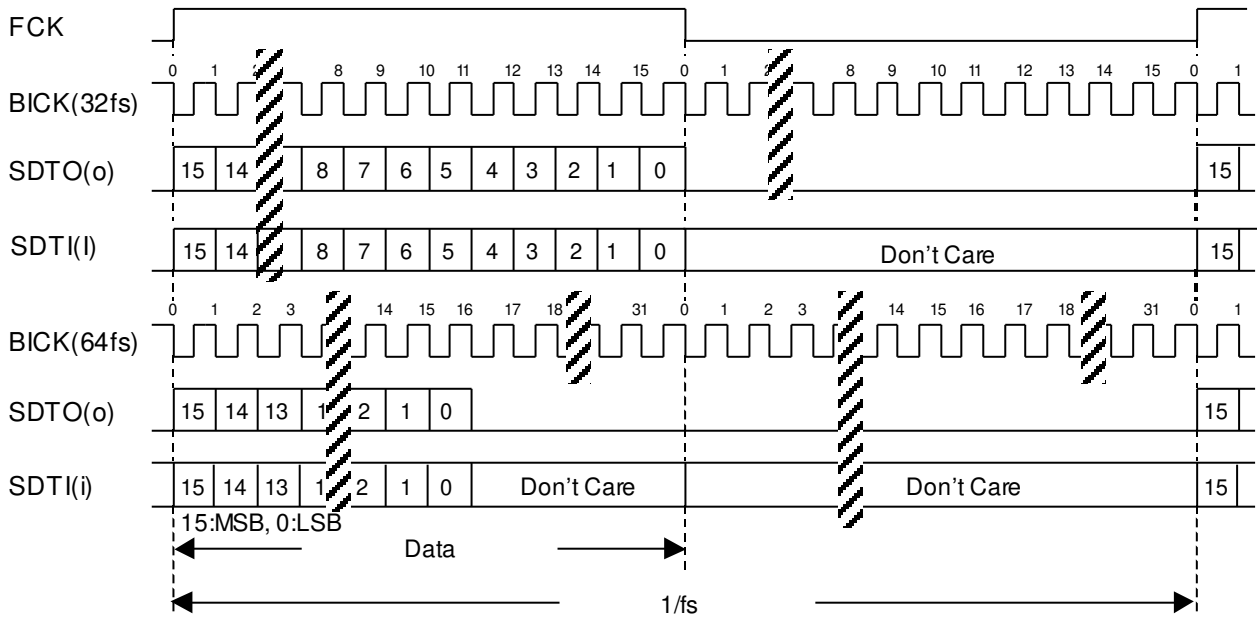 FCK
0 1 8 9 10 11 12 13 14 15 0 1 8 9 10 11 12 13 14 15 0 1
BICK(32fs)
SDTO(o) 15 14 8 7 6 5 4 3 2 1 0 15
SDTI(I) 15 14 8 7 6 5 4 3 2 1 0 Don't Care 15
0 1 2 3 14 15 16 17 18 31 0 1 2 3 14 15 16 17 18 31 0 1
BICK(64fs)
SDTO(o) 15 14 13 1 2 1 0 15
SDTI(i) 15 14 13 1 2 1 0 Don't Care Don't Care 15
15:MSB, 0:LSB
Data
1/fs